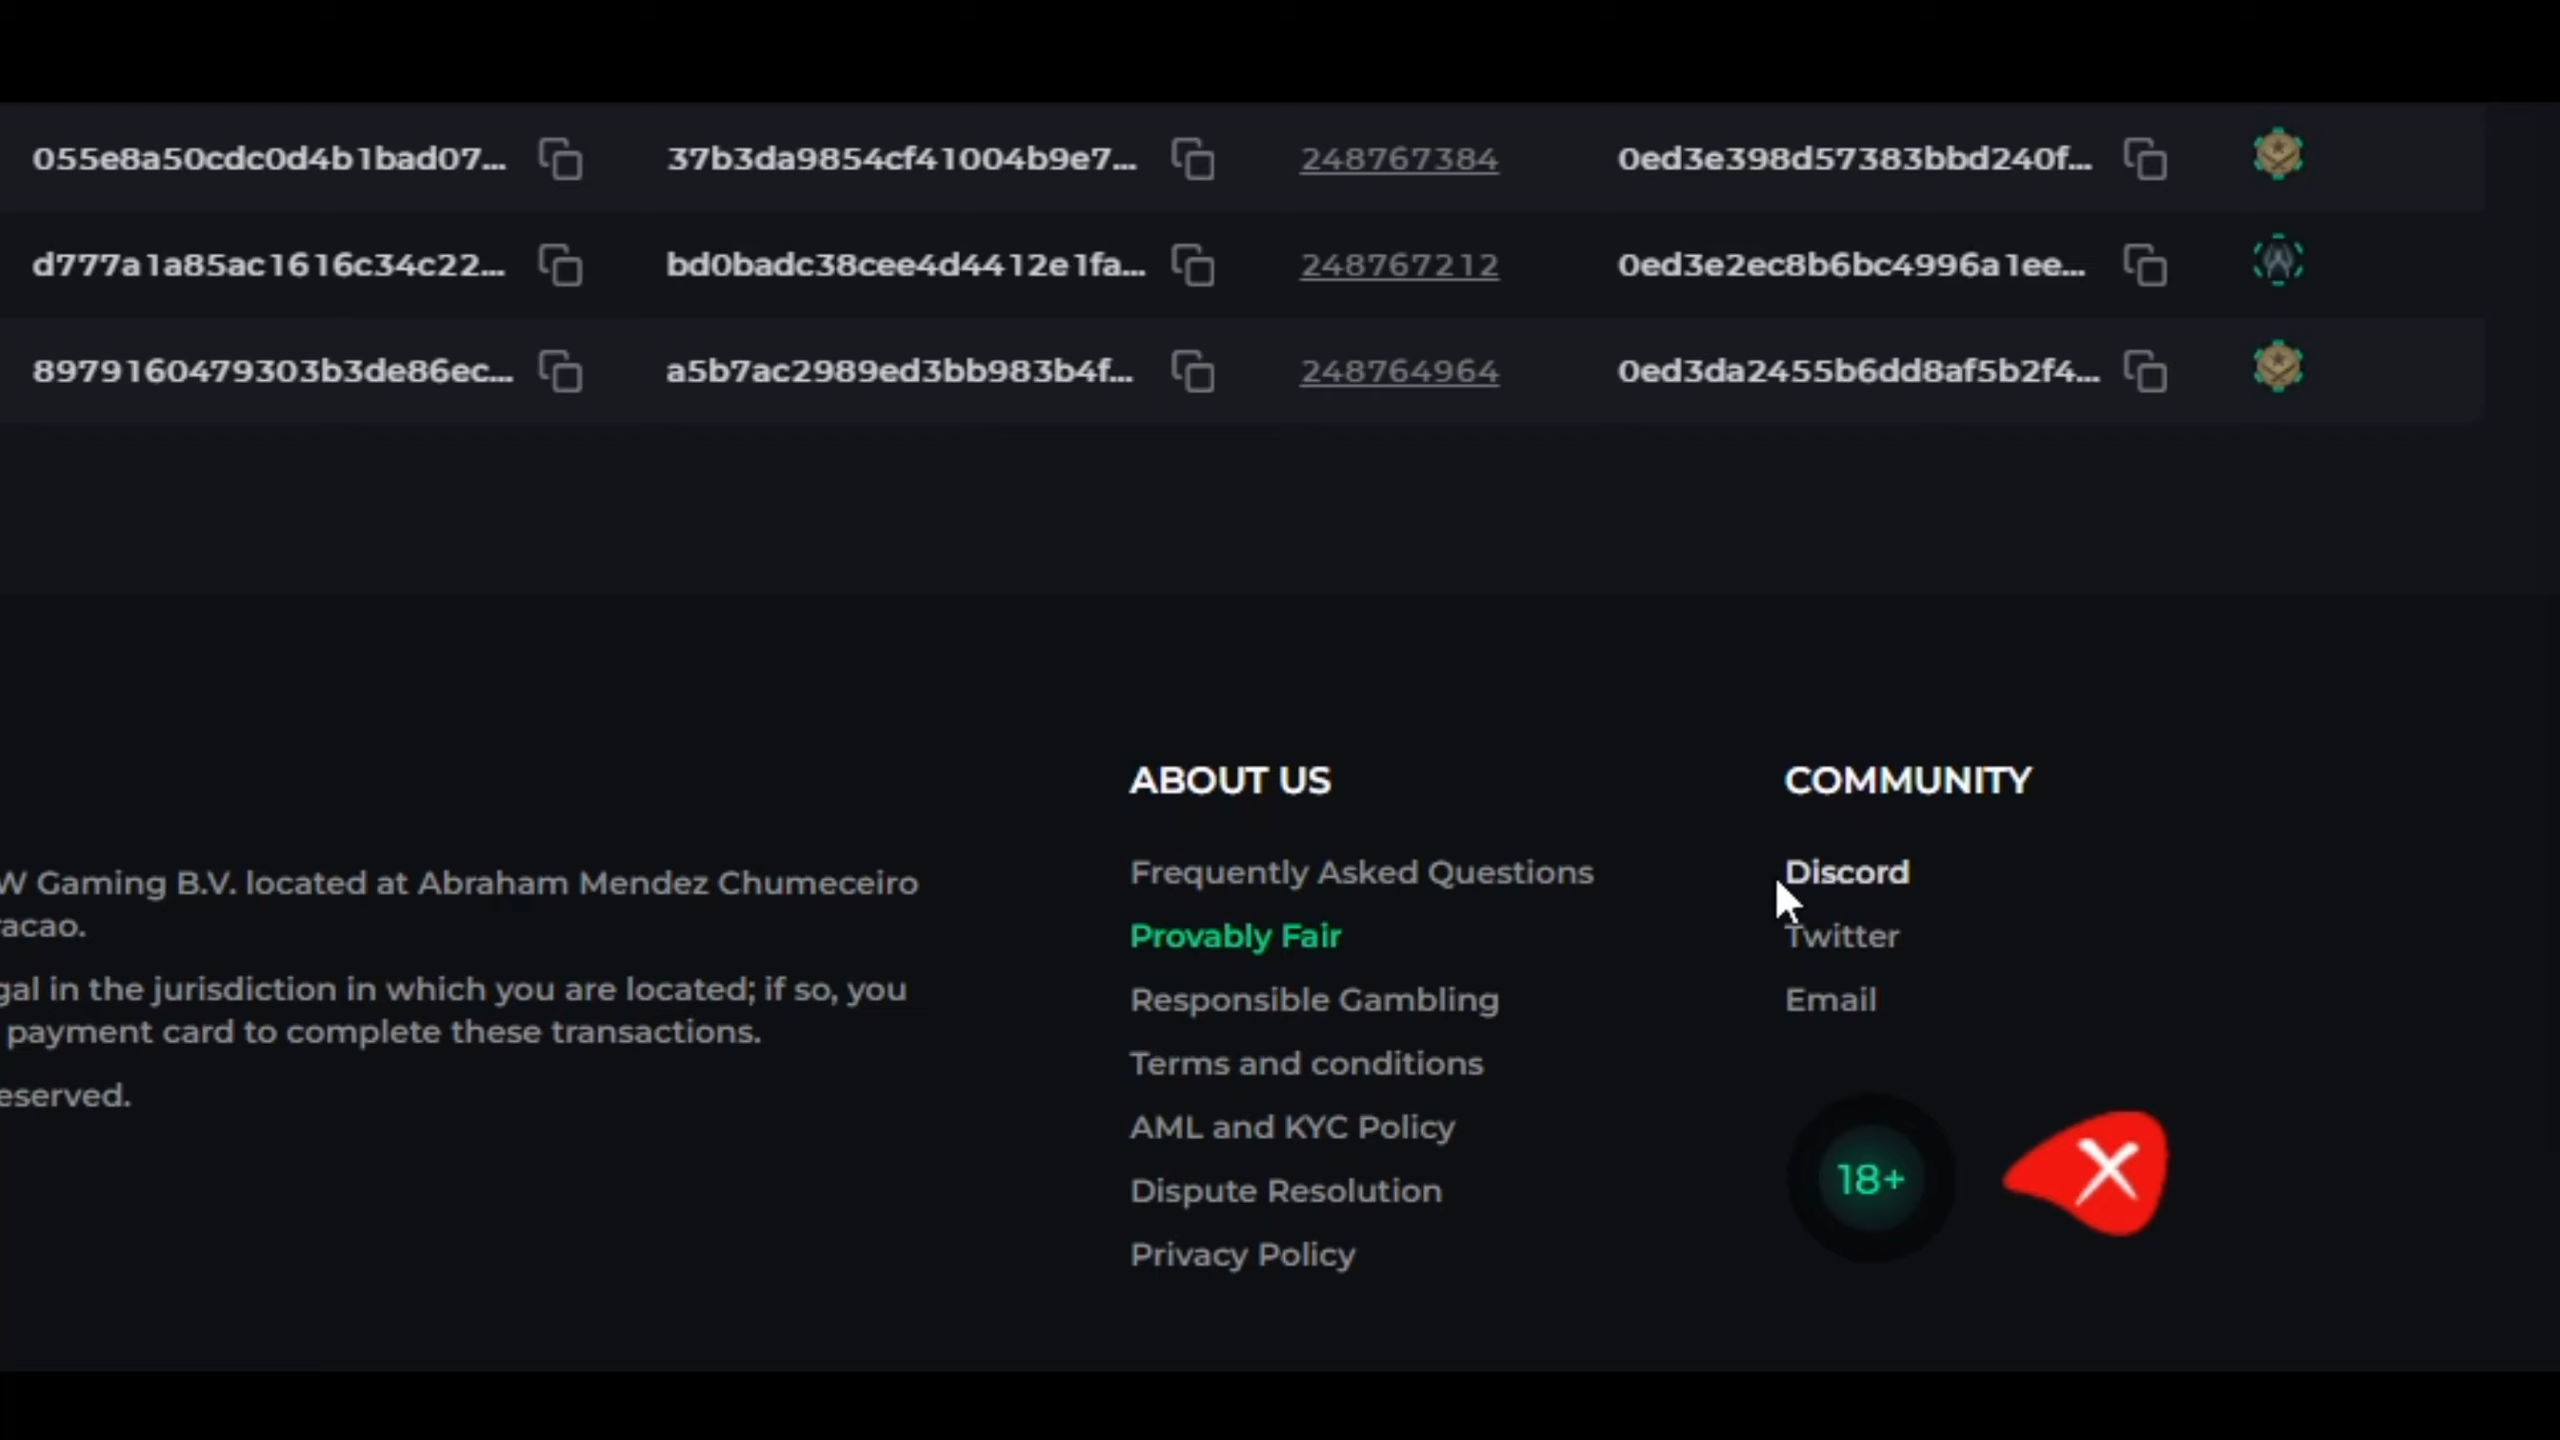 055e8a50cdc0d4b1bad07... 37b3da9854cf41004b9e7... 248767384 0ed3e398d57383bbd240f...
d777a1a85ac1616c34c22... bd0badc38cee4d4412e1fa... 248767212 0ed3e2ec8b6bc4996a1ee...
8979160479303b3de86ec... a5b7ac2989ed3bb983b4f... 248764964 0ed3da2455b6dd8af5b2f4...
W Gaming B.V. located at Abraham Mendez Chumeceiro
racao.
gal in the jurisdiction in which you are located; if so, you
payment card to complete these transactions.
eserved.
ABOUT US
Frequently Asked Questions
Provably Fair
Responsible Gambling
Terms and conditions
AML and KYC Policy
Dispute Resolution
Privacy Policy
COMMUNITY
Discord
Twitter
Email
18+